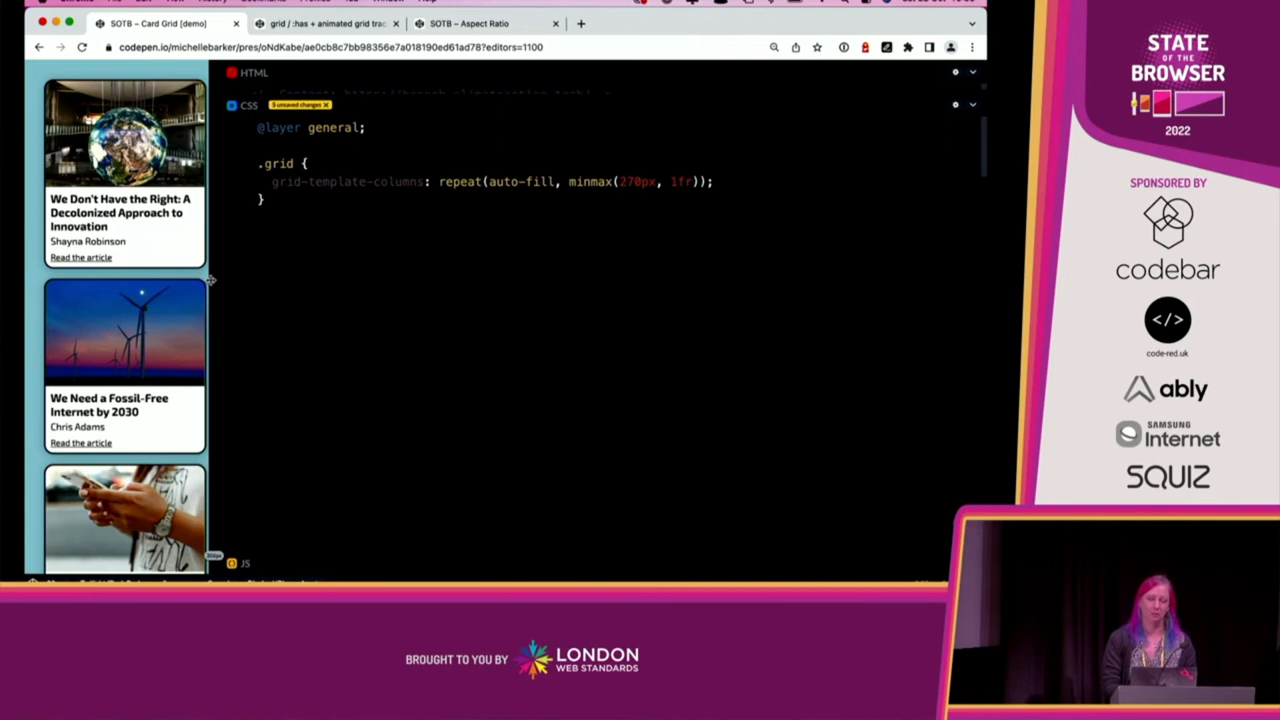 SOTB – Card Grid [demo]
grid / :has + animated grid trac
SOTB – Aspect Ratio
codepen.io/michellebarker/pres/oNdKabe/ae0cb8c7bb98356e7a018190ed61ad78?editors=1100
HTML
CSS
5 unsaved changes
@layer general;
.grid {
grid-template-columns: repeat(auto-fill, minmax(270px, 1fr));
}
We Don't Have the Right: A
Decolonized Approach to
Innovation
Shayna Robinson
Read the article
We Need a Fossil-Free
Internet by 2030
Chris Adams
Read the article
JS
STATE
OF THE
BROWSER
2022
SPONSORED BY
codebar
</>
code-red.uk
ably
SAMSUNG
Internet
SQUIZ
BROUGHT TO YOU BY
LONDON
WEB STANDARDS